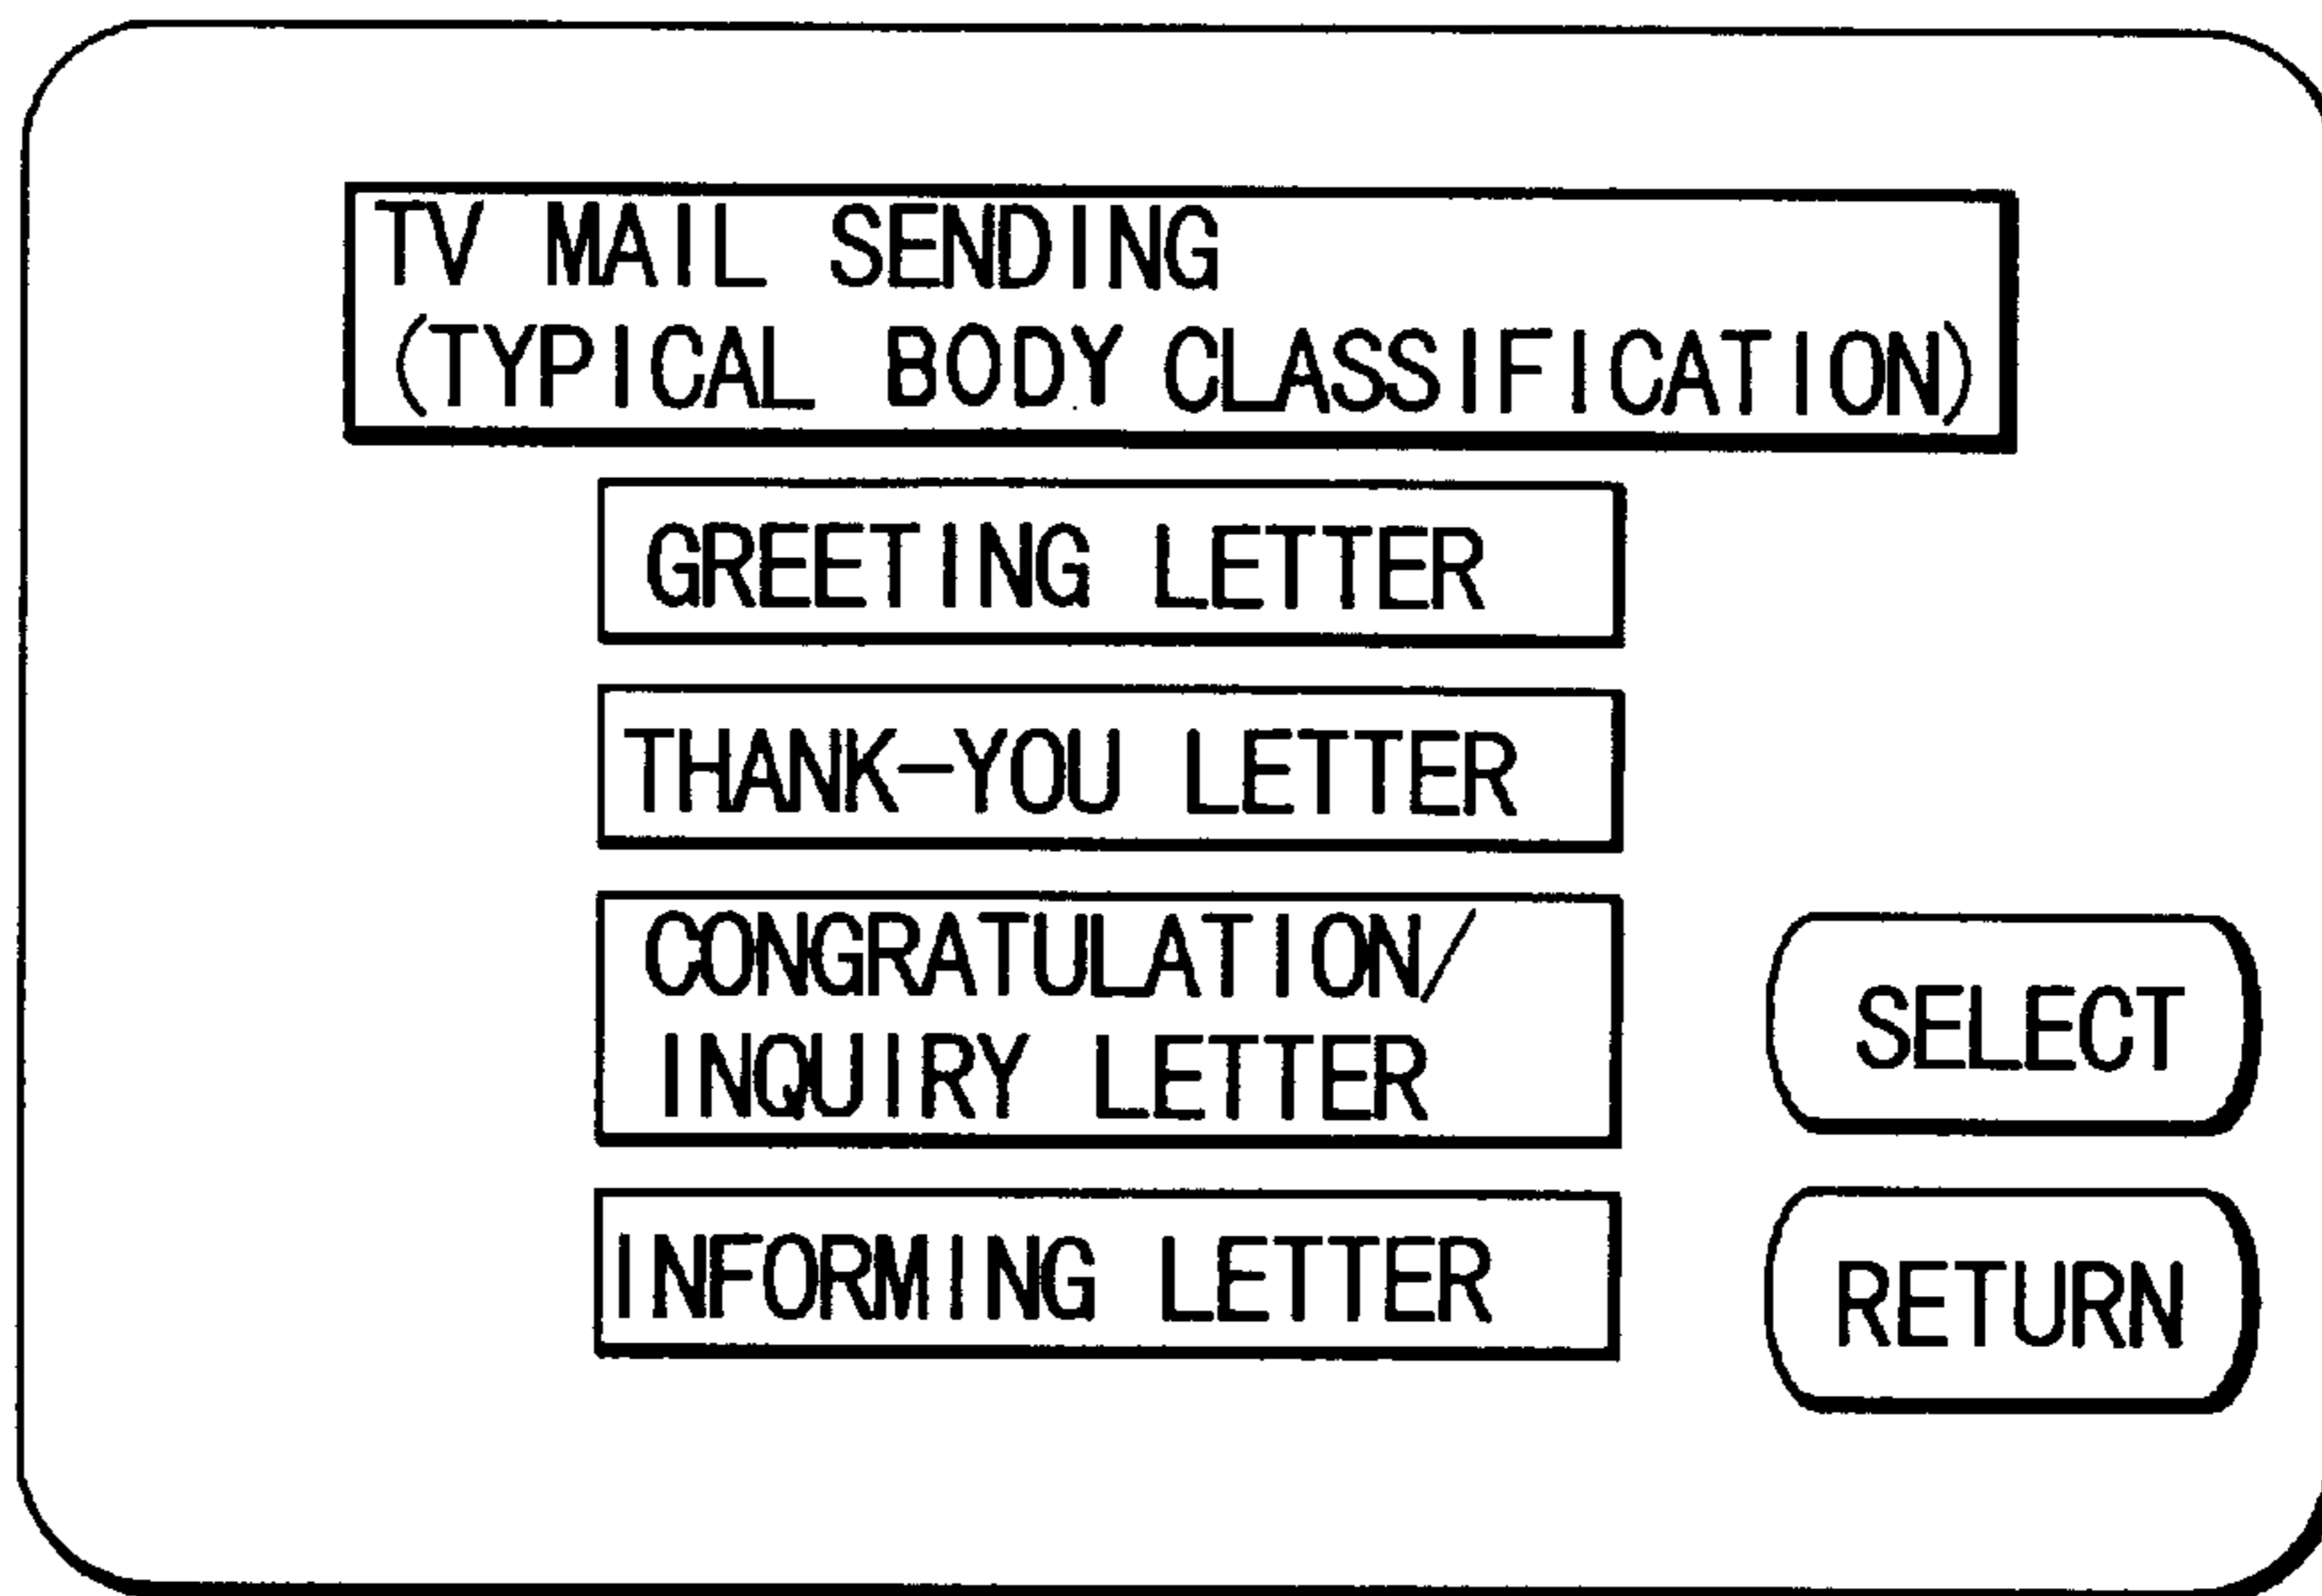 TV MAIL SENDING
(TYPICAL BODY CLASSIFICATION)
GREETING LETTER
THANK-YOU LETTER
CONGRATULATION/
INQUIRY LETTER
SELECT
INFORMING LETTER
RETURN